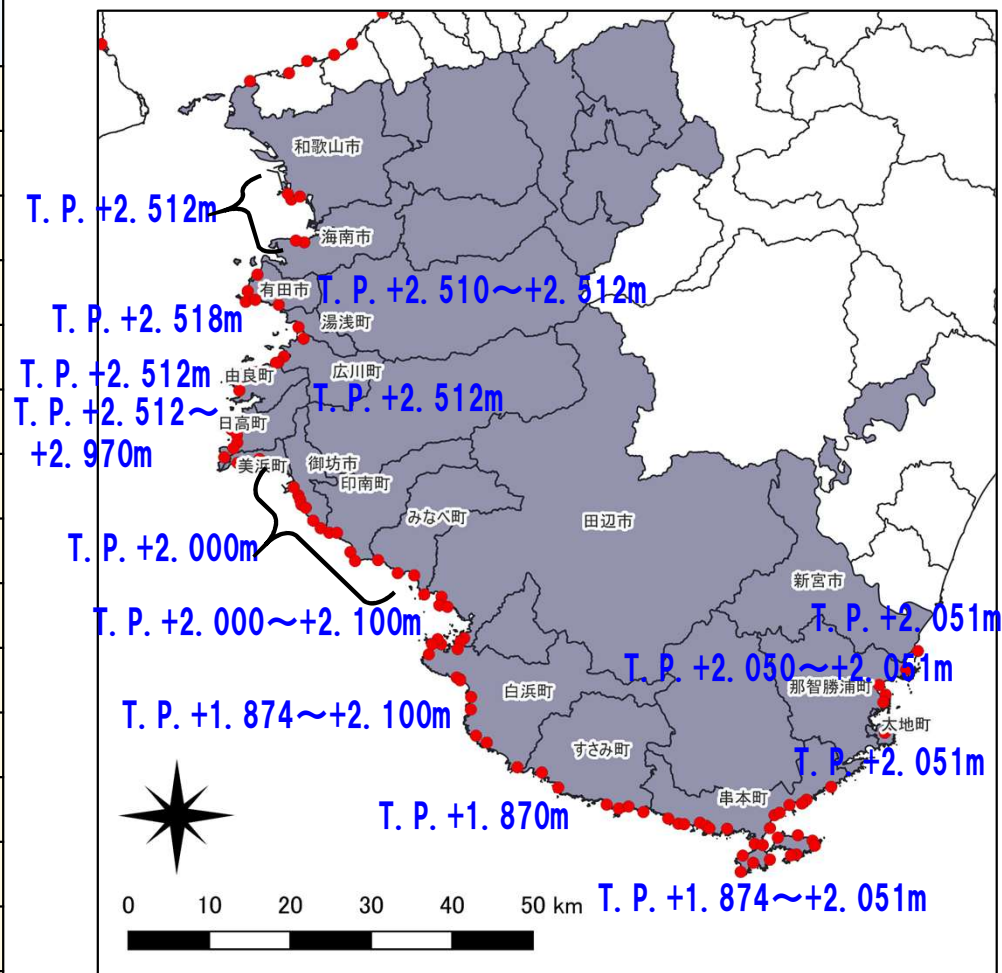 和歌山市
T. P. +2. 512m
海南市
有田市
T. P. +2. 510～+2. 512m
T. P. +2. 518m
湯浅町
T. P. +2. 512m
由良町
広川町
T. P. +2. 512m
T. P. +2. 512～
+2. 970m
日高町
美浜町
御坊市
印南町
みなべ町
田辺市
T. P. +2. 000m
新宮市
T. P. +2. 051m
T. P. +2. 000～+2. 100m
T. P. +2. 050～+2. 051m
白浜町
那智勝浦町
T. P. +1. 874～+2. 100m
太地町
すさみ町
T. P. +2. 051m
串本町
T. P. +1. 870m
T. P. +1. 874～+2. 051m
0 10 20 30 40 50 km